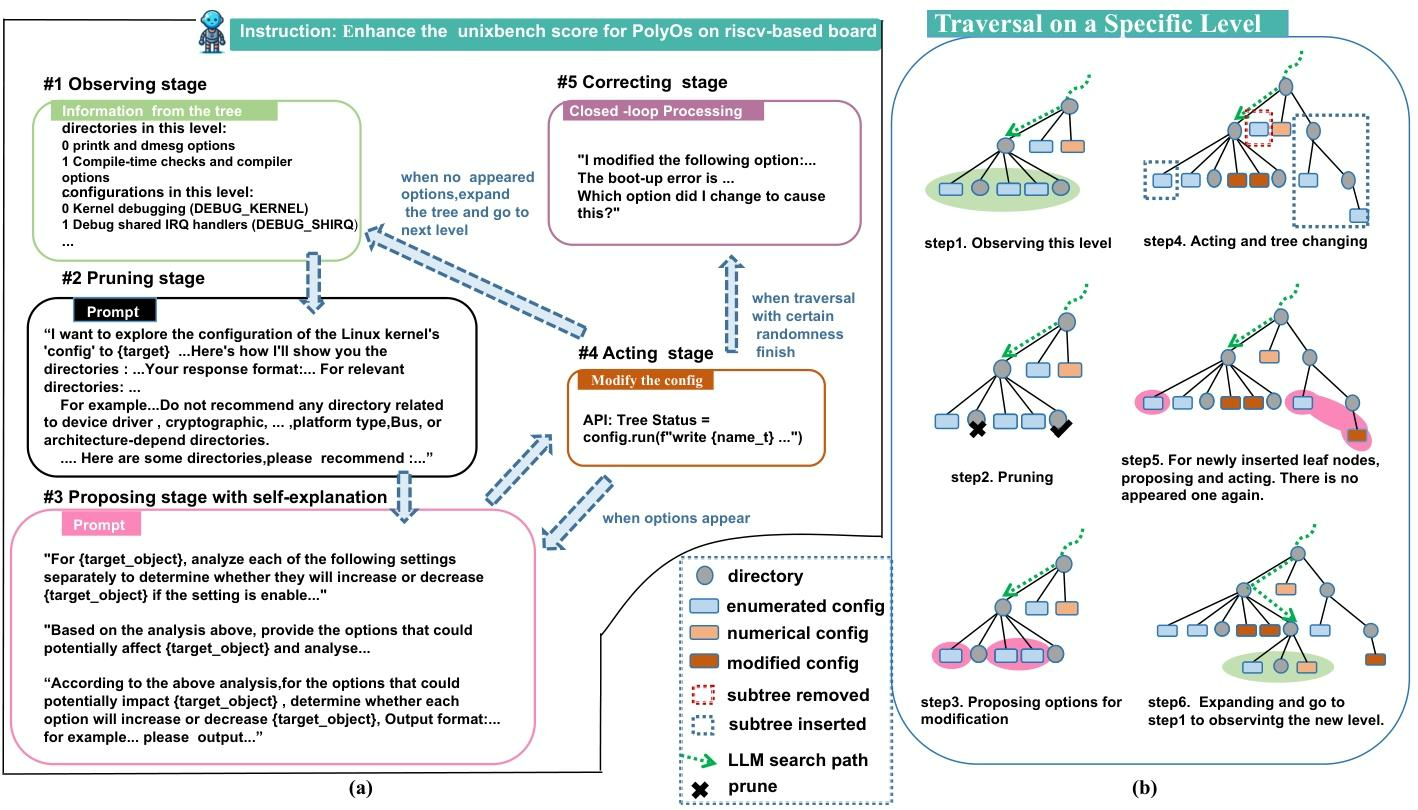 Instruction: Enhance the unixbench score for PolyOs on riscv-based board
#1 Observing stage
Information from the tree
directories in this level:
0 printk and dmesg options
1 Compile-time checks and compiler
options
configurations in this level:
0 Kernel debugging (DEBUG_KERNEL)
1 Debug shared IRQ handlers (DEBUG_SHIRQ)
...
#5 Correcting stage
Closed -loop Processing
"I modified the following option:...
The boot-up error is ...
Which option did I change to cause
this?"
when no appeared
options,expand
the tree and go to
next level
#2 Pruning stage
Prompt
“I want to explore the configuration of the Linux kernel's
'config' to {target} ...Here's how I'll show you the
directories : ...Your response format:... For relevant
directories: ...
For example...Do not recommend any directory related
to device driver , cryptographic, ... ,platform type,Bus, or
architecture-depend directories.
.... Here are some directories,please recommend :...”
when traversal
with certain
randomness
finish
#4 Acting stage
Modify the config
API: Tree Status =
config.run(f"write {name_t} ...")
#3 Proposing stage with self-explanation
Prompt
"For {target_object}, analyze each of the following settings
separately to determine whether they will increase or decrease
{target_object} if the setting is enable..."
"Based on the analysis above, provide the options that could
potentially affect {target_object} and analyse...
“According to the above analysis,for the options that could
potentially impact {target_object} , determine whether each
option will increase or decrease {target_object}, Output format:...
for example... please output...”
when options appear
directory
enumerated config
numerical config
modified config
subtree removed
subtree inserted
LLM search path
prune
(a)
Traversal on a Specific Level
step1. Observing this level
step4. Acting and tree changing
step2. Pruning
step5. For newly inserted leaf nodes,
proposing and acting. There is no
appeared one again.
step3. Proposing options for
modification
step6. Expanding and go to
step1 to observintg the new level.
(b)